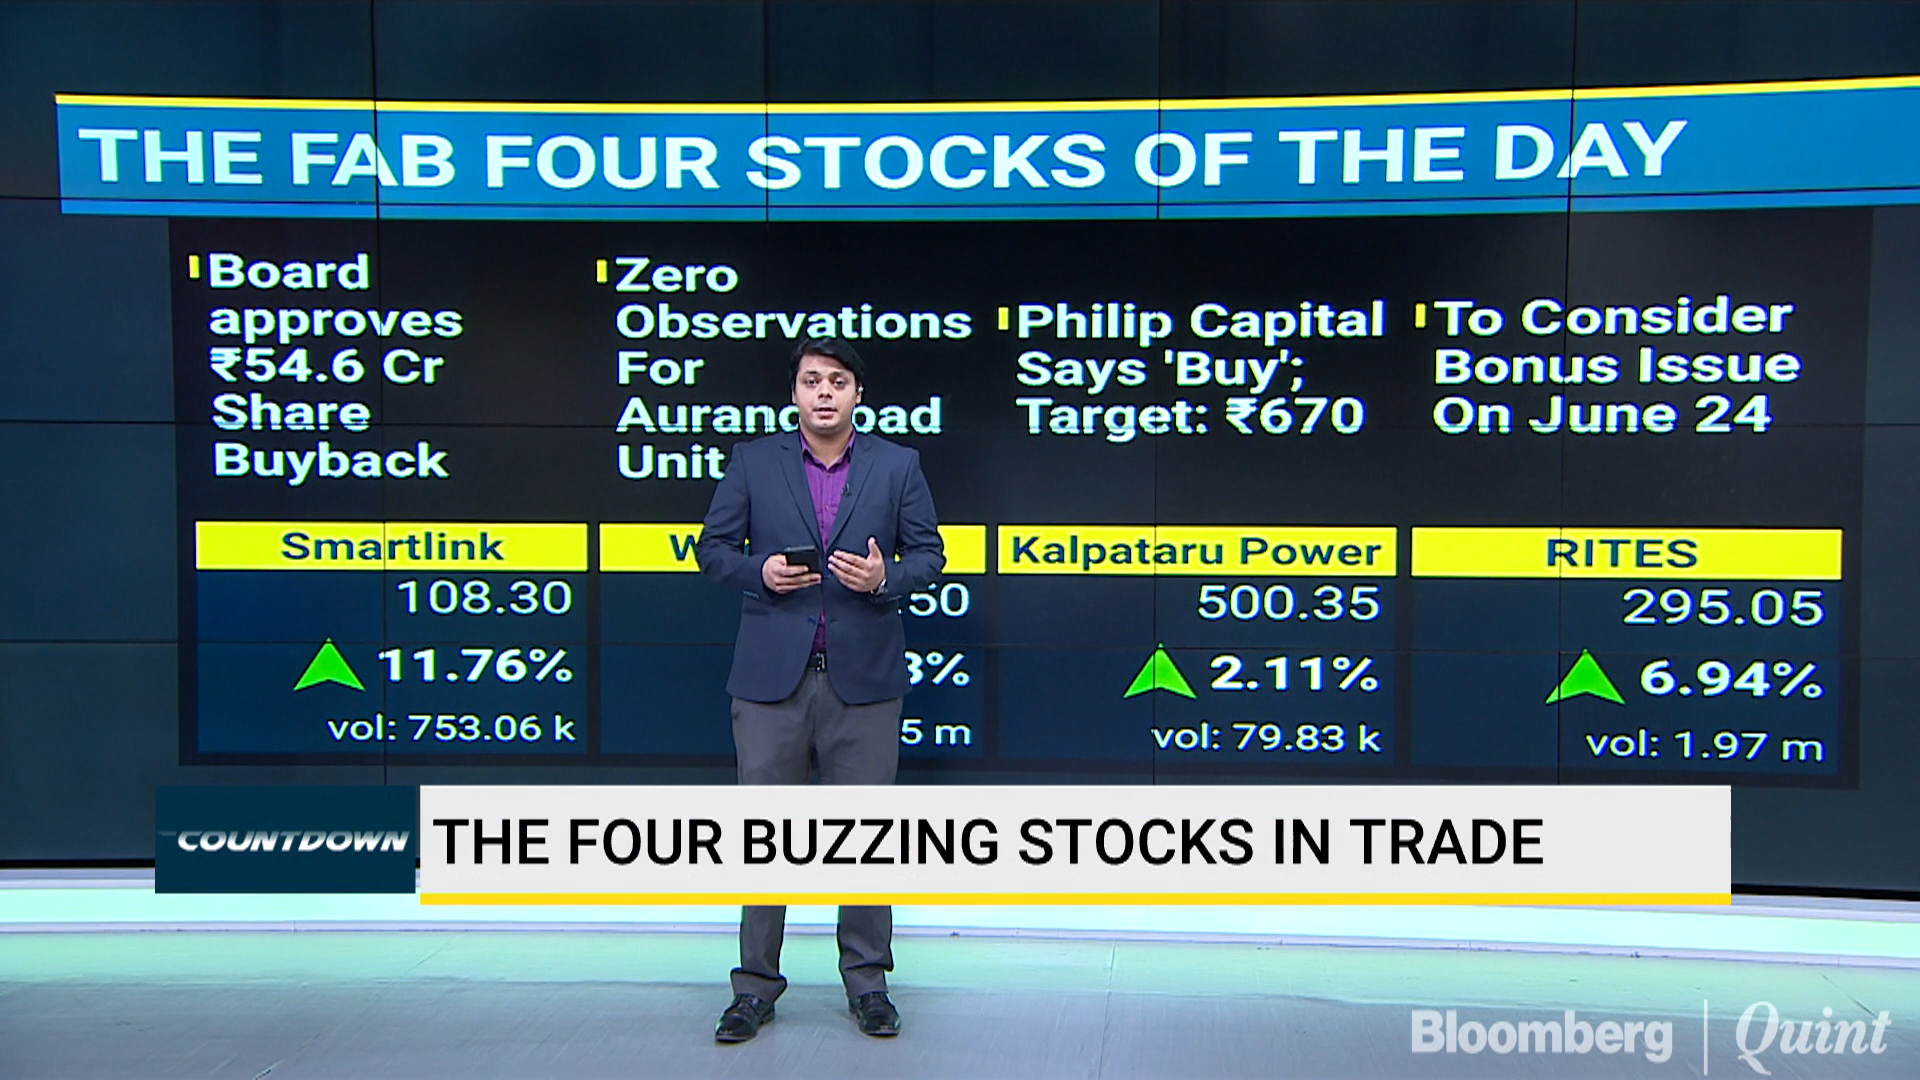 THE FAB FOUR STOCKS OF THE DAY
Board
approves
₹54.6 Cr
Share
Buyback
Zero
Observations
For
Unit
Philip Capital
Says 'Buy';
Target: ₹670
To Consider
Bonus Issue
On June 24
Smartlink
108.30
11.76%
vol: 753.06 k
50
3%
5 m
Kalpataru Power
500.35
2.11%
vol: 79.83 k
RITES
295.05
6.94%
vol: 1.97 m
COUNTDOWN
THE FOUR BUZZING STOCKS IN TRADE
Bloomberg | Quint